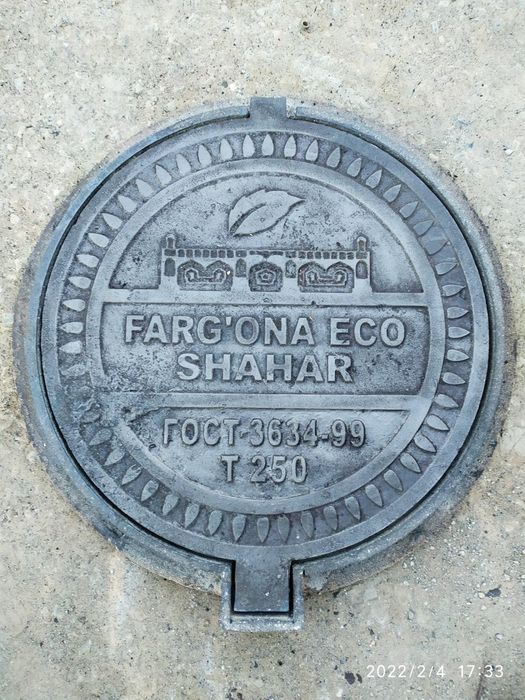 FARG'ONA ECO
SHAHAR
ГОСТ-3634-99
Т 250
2022/2/4 17:33